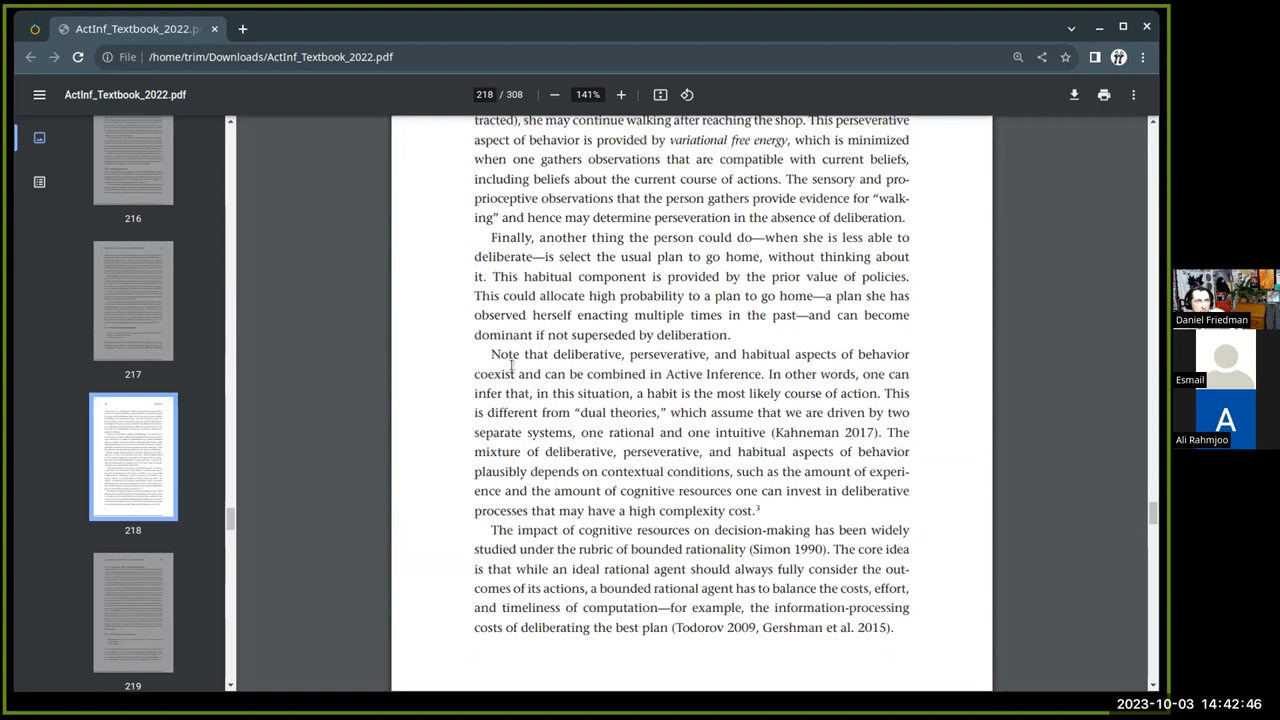 ActInf_Textbook_2022.p
File
/home/trim/Downloads/ActInf_Textbook_2022.pdf
ActInf_Textbook_2022.pdf
218 / 308
141%
216
217
218
219
tracted), she may continue walking after reaching the shop. This perseverative
aspect of behavior is provided by variational free energy, which is minimized
when one gathers observations that are compatible with current beliefs,
including beliefs about the current course of actions. The sensory and pro-
prioceptive observations that the person gathers provide evidence for “walk-
ing” and hence may determine perseveration in the absence of deliberation.
Finally, another thing the person could do—when she is less able to
deliberate—is select the usual plan to go home, without thinking about
it. This habitual component is provided by the prior value of policies.
This could allocate high probability to a plan to go home—a plan she has
observed herself enacting multiple times in the past—and can become
dominant if not superseded by deliberation.
Note that deliberative, perseverative, and habitual aspects of behavior
coexist and can be combined in Active Inference. In other words, one can
infer that, in this situation, a habit is the most likely course of action. This
is different from “dual theories,” which assume that we are driven by two
separate systems, one rational and one intuitive (Kahneman 2017). The
mixture of deliberative, perseverative, and habitual aspects of behavior
plausibly depends on contextual conditions, such as the amount of experi-
ence and the amount of cognitive resources one can invest in deliberative
processes that may have a high complexity cost.3
The impact of cognitive resources on decision-making has been widely
studied under the rubric of bounded rationality (Simon 1990). The core idea
is that while an ideal rational agent should always fully consider the out-
comes of its actions, a bounded rational agent has to balance the costs, effort,
and timeliness of computation—for example, the information-processing
costs of deliberating the best plan (Todorov 2009, Gershman et al. 2015).
Daniel Friedman
Esmail
A
Ali Rahmjoo
2023-10-03 14:42:46